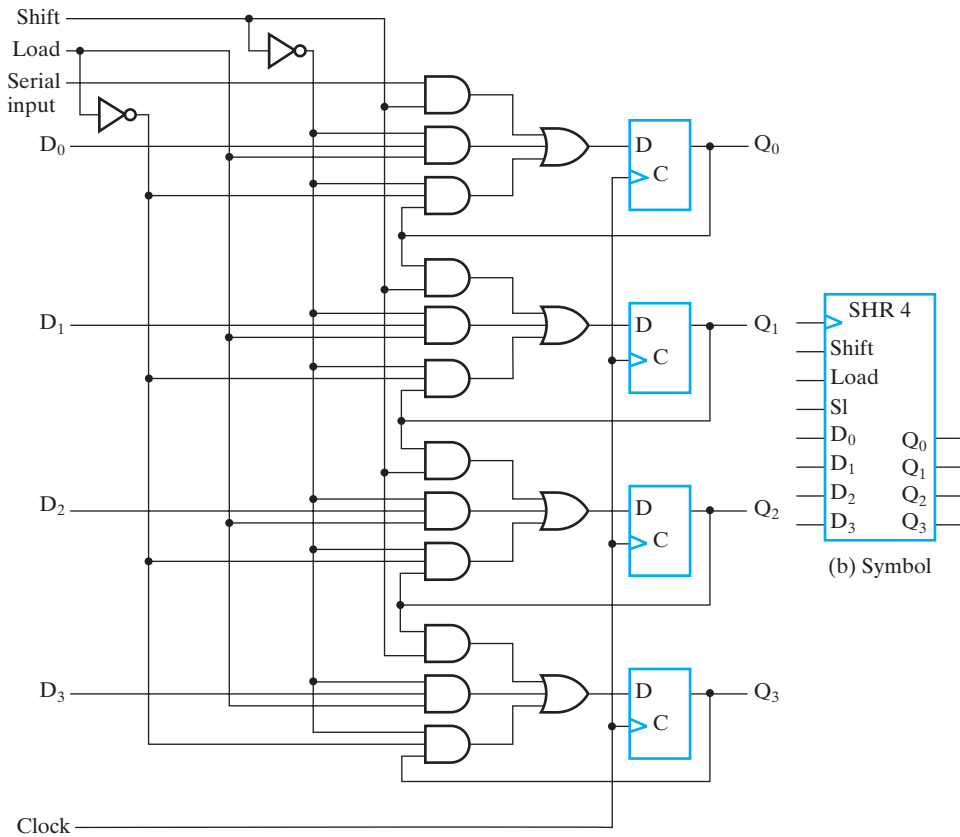 Shift
Load
Serial
input
D₀
D C
Q₀
D₁
D C
Q₁
D₂
D C
Q₂
D₃
D C
Q₃
Clock
SHR 4
Shift
Load
Sl
D₀ Q₀
D₁ Q₁
D₂ Q₂
D₃ Q₃
(b) Symbol